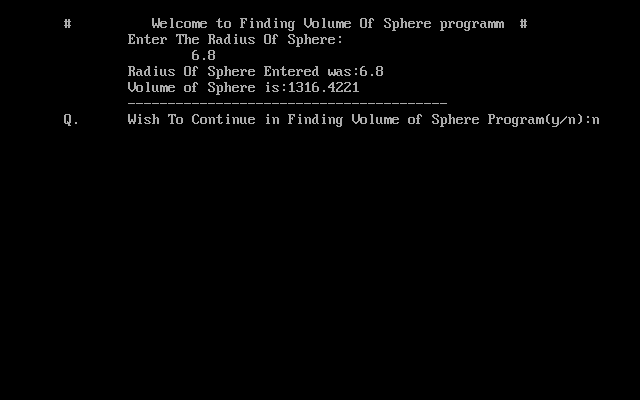 # Welcome to Finding Volume Of Sphere programm #
Enter The Radius Of Sphere:
6.8
Radius Of Sphere Entered was:6.8
Volume of Sphere is:1316.4221
----------------------------------------
Q. Wish To Continue in Finding Volume of Sphere Program(y/n):n